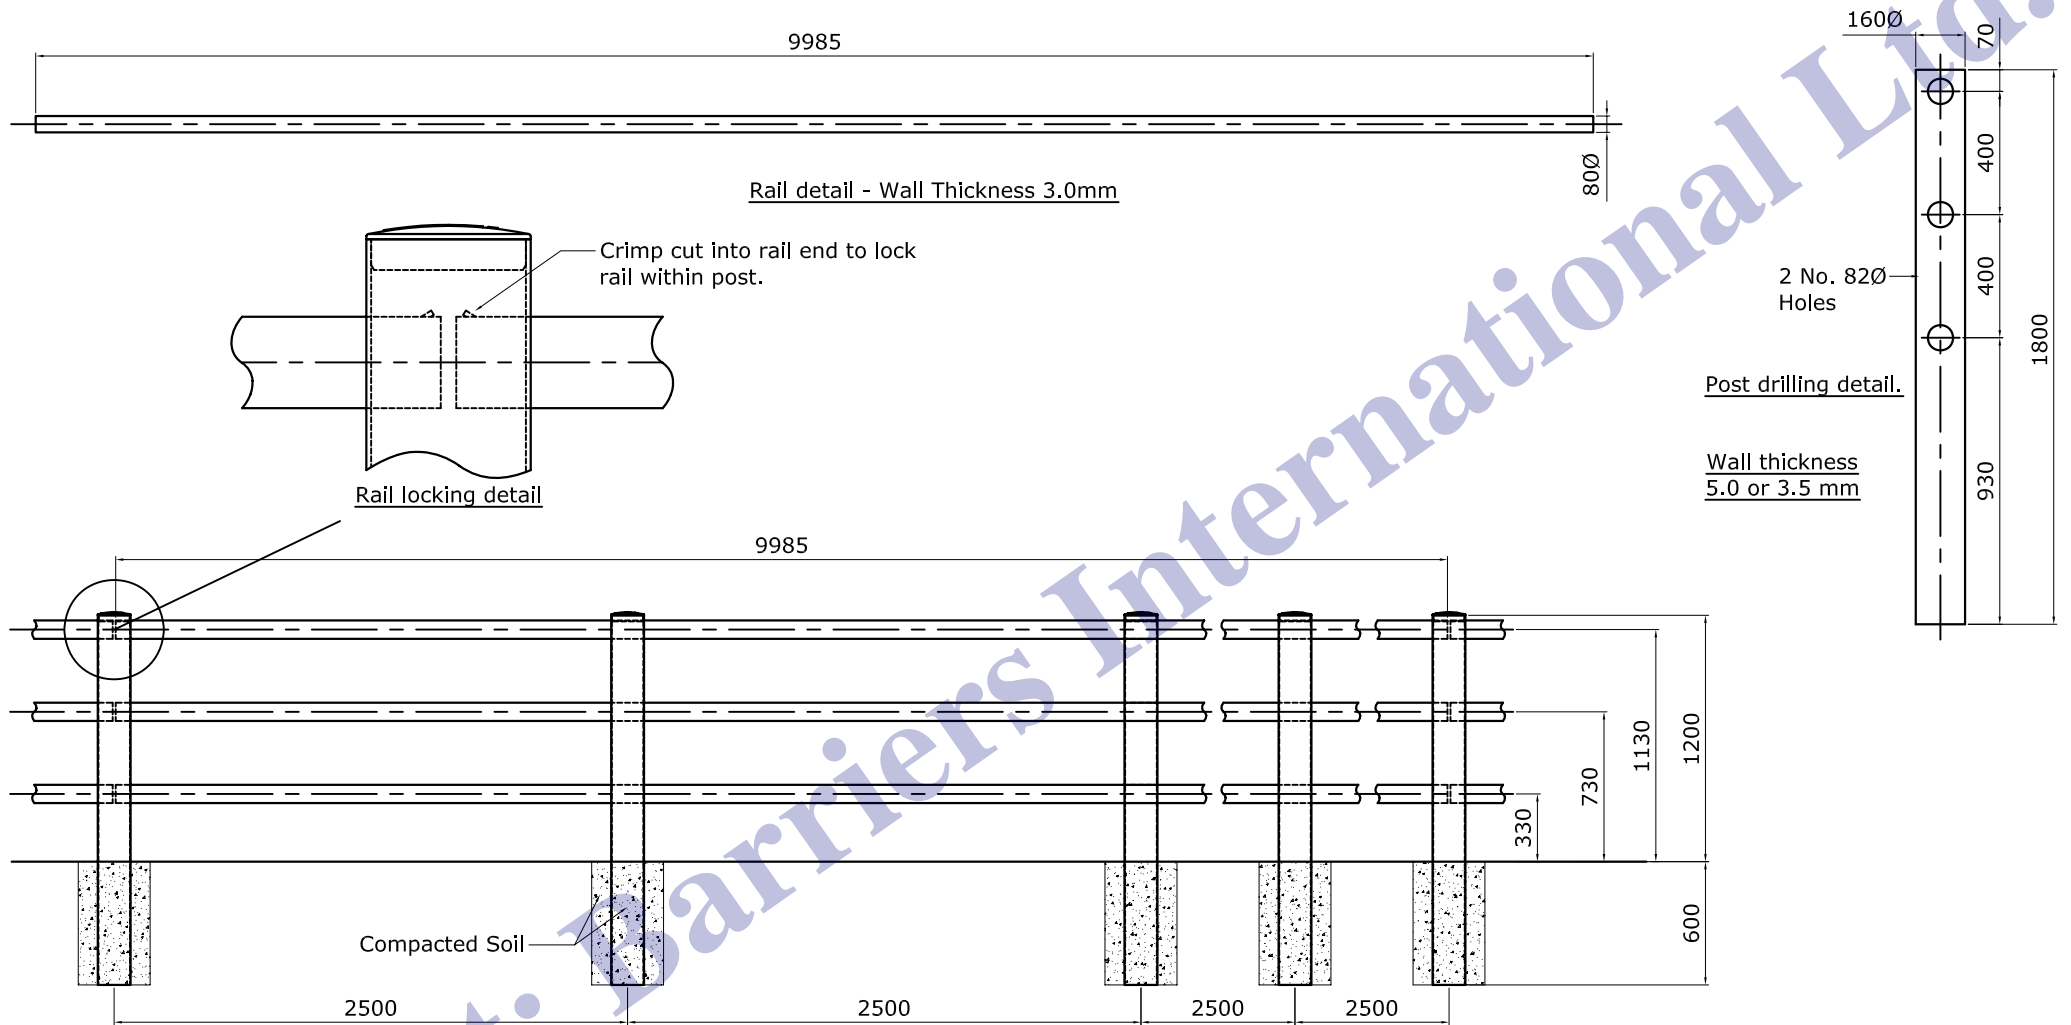 9985
160Ø
70
80Ø
Rail detail - Wall Thickness 3.0mm
Crimp cut into rail end to lock
rail within post.
Rail locking detail
400
400
2 No. 82Ø
Holes
1800
930
Post drilling detail.
Wall thickness
5.0 or 3.5 mm
9985
330
730
1130
1200
600
Compacted Soil
2500
2500
2500
2500
t. Barriers International Ltd.